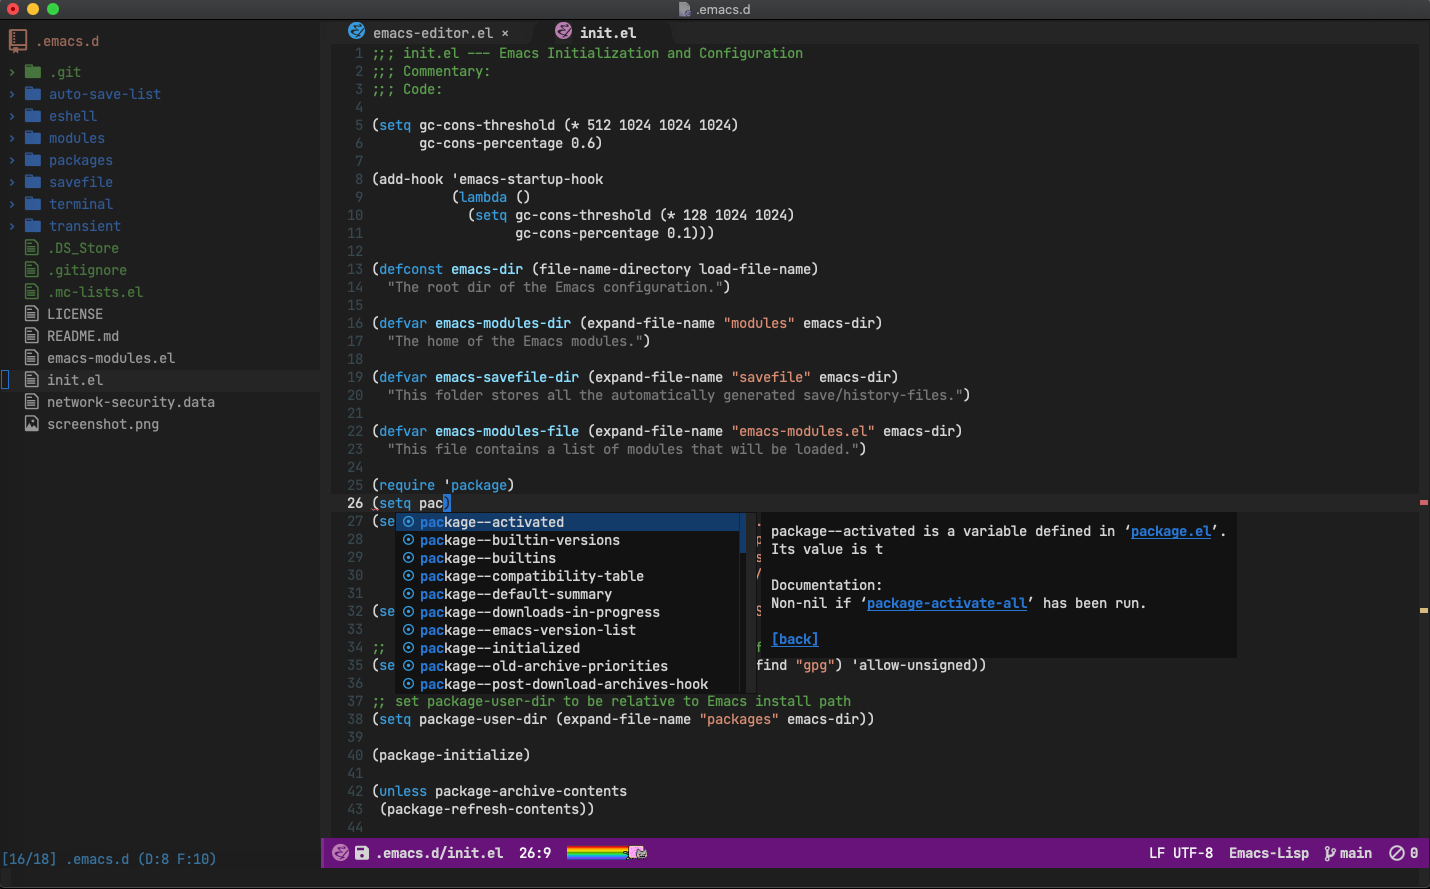 .emacs.d
.emacs.d
.git
auto-save-list
eshell
modules
packages
savefile
terminal
transient
.DS_Store
.gitignore
.mc-lists.el
LICENSE
README.md
emacs-modules.el
init.el
network-security.data
screenshot.png
[16/18] .emacs.d (D:8 F:10)
emacs-editor.el × init.el
1 ;;; init.el --- Emacs Initialization and Configuration
2 ;;; Commentary:
3 ;;; Code:
4
5 (setq gc-cons-threshold (* 512 1024 1024 1024)
6 gc-cons-percentage 0.6)
7
8 (add-hook 'emacs-startup-hook
9 (lambda ()
10 (setq gc-cons-threshold (* 128 1024 1024)
11 gc-cons-percentage 0.1)))
12
13 (defconst emacs-dir (file-name-directory load-file-name)
14 "The root dir of the Emacs configuration.")
15
16 (defvar emacs-modules-dir (expand-file-name "modules" emacs-dir)
17 "The home of the Emacs modules.")
18
19 (defvar emacs-savefile-dir (expand-file-name "savefile" emacs-dir)
20 "This folder stores all the automatically generated save/history-files.")
21
22 (defvar emacs-modules-file (expand-file-name "emacs-modules.el" emacs-dir)
23 "This file contains a list of modules that will be loaded.")
24
25 (require 'package)
26 (setq pac)
27 (se
28
29
30
31
32 (se
33
34 ;;
35 (se find "gpg") 'allow-unsigned))
36
37 ;; set package-user-dir to be relative to Emacs install path
38 (setq package-user-dir (expand-file-name "packages" emacs-dir))
39
40 (package-initialize)
41
42 (unless package-archive-contents
43 (package-refresh-contents))
44
package--activated
package--builtin-versions
package--builtins
package--compatibility-table
package--default-summary
package--downloads-in-progress
package--emacs-version-list
package--initialized
package--old-archive-priorities
package--post-download-archives-hook
package--activated is a variable defined in ‘package.el’.
Its value is t
Documentation:
Non-nil if ‘package-activate-all’ has been run.
[back]
.emacs.d/init.el 26:9 LF UTF-8 Emacs-Lisp main 0